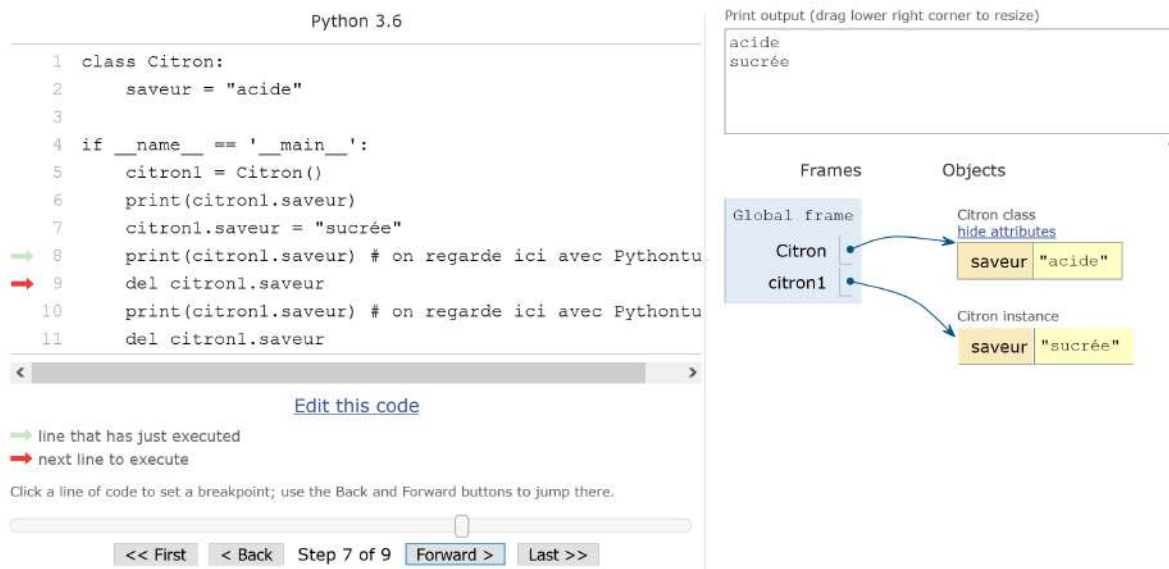 Python 3.6
1 class Citron:
2     saveur = "acide"
3
4 if __name__ == '__main__':
5     citron1 = Citron()
6     print(citron1.saveur)
7     citron1.saveur = "sucrée"
8     print(citron1.saveur) # on regarde ici avec Pythontu
9     del citron1.saveur
10     print(citron1.saveur) # on regarde ici avec Pythontu
11     del citron1.saveur
Edit this code
line that has just executed
next line to execute
Click a line of code to set a breakpoint; use the Back and Forward buttons to jump there.
<< First < Back Step 7 of 9 Forward > Last >>
Print output (drag lower right corner to resize)
acide
sucrée
Frames Objects
Global frame
Citron
citron1
Citron class
hide attributes
saveur "acide"
Citron instance
saveur "sucrée"